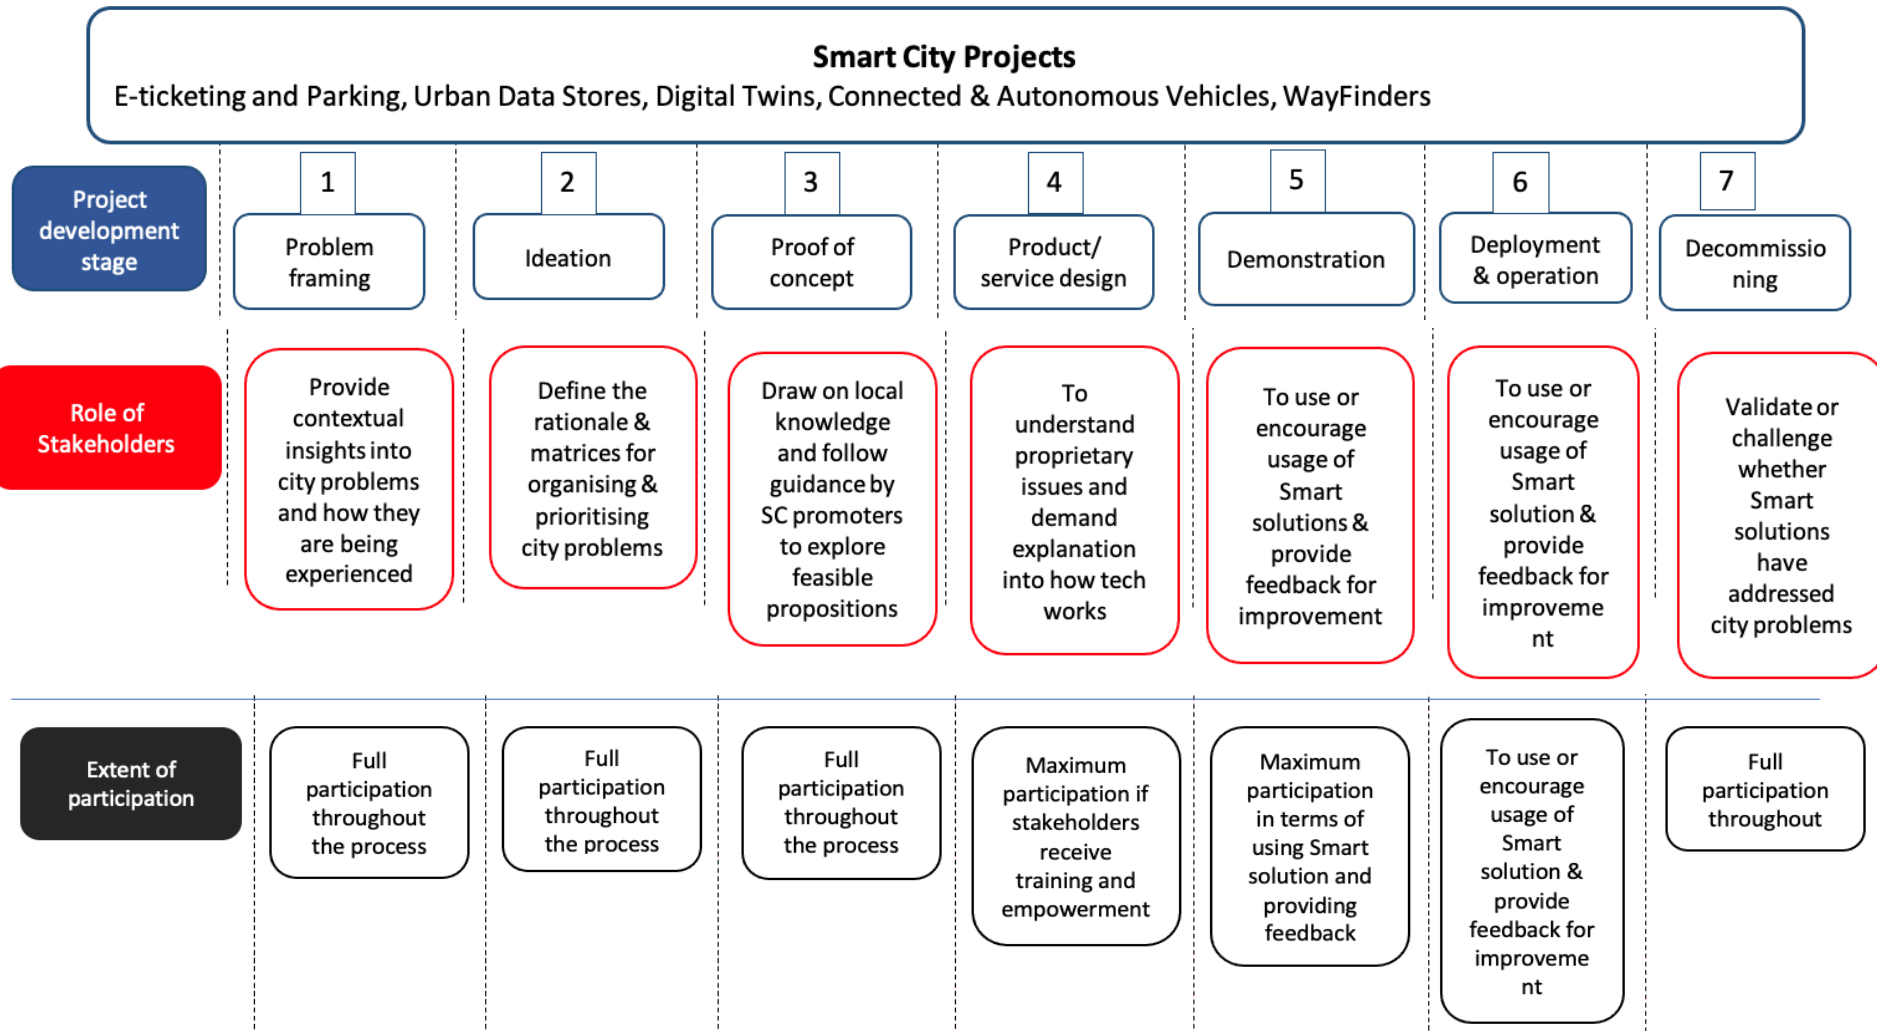 Smart City Projects
E-ticketing and Parking, Urban Data Stores, Digital Twins, Connected & Autonomous Vehicles, WayFinders
Project
development
stage
1
Problem
framing
2
Ideation
3
Proof of
concept
4
Product/
service design
5
Demonstration
6
Deployment
& operation
7
Decommissio
ning
Role of
Stakeholders
Provide
contextual
insights into
city problems
and how they
are being
experienced
Define the
rationale &
matrices for
organising &
prioritising
city problems
Draw on local
knowledge
and follow
guidance by
SC promoters
to explore
feasible
propositions
To
understand
proprietary
issues and
demand
explanation
into how tech
works
To use or
encourage
usage of
Smart
solutions &
provide
feedback for
improvement
To use or
encourage
usage of
Smart
solution &
provide
feedback for
improveme
nt
Validate or
challenge
whether
Smart
solutions
have
addressed
city problems
Extent of
participation
Full
participation
throughout
the process
Full
participation
throughout
the process
Full
participation
throughout
the process
Maximum
participation if
stakeholders
receive
training and
empowerment
Maximum
participation
in terms of
using Smart
solution and
providing
feedback
To use or
encourage
usage of
Smart
solution &
provide
feedback for
improveme
nt
Full
participation
throughout